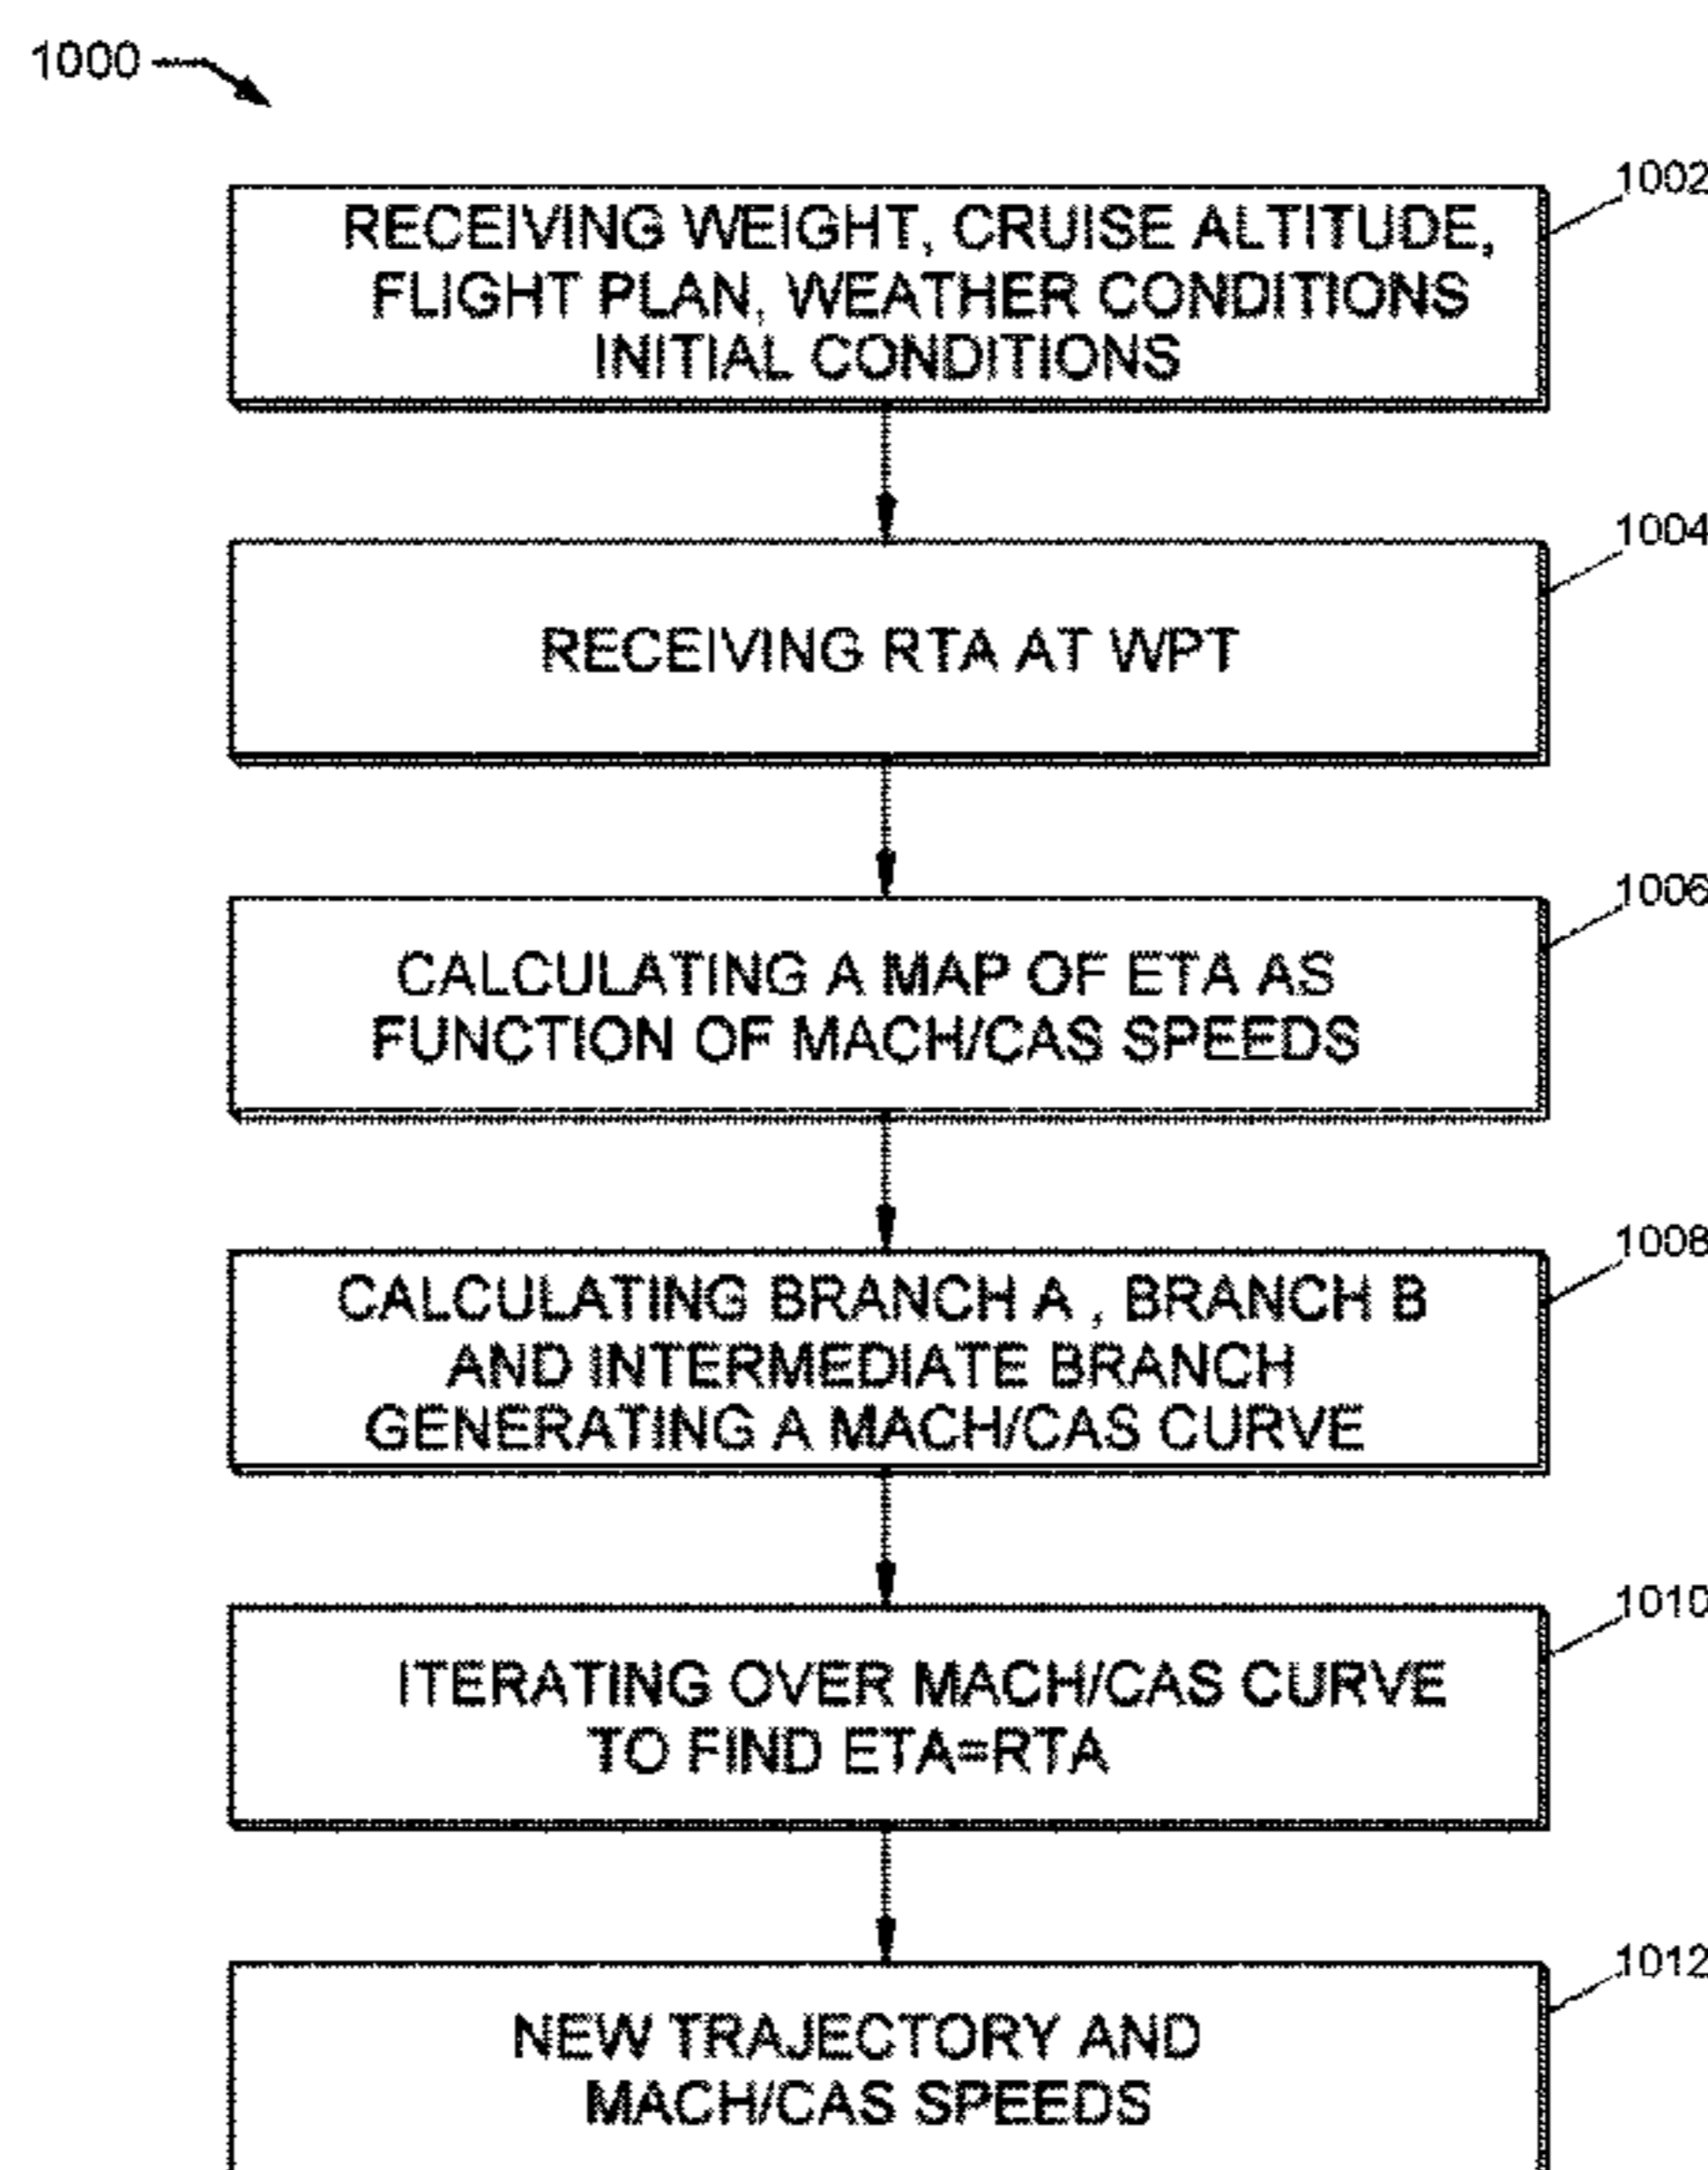 1000
1002
RECEIVING WEIGHT, CRUISE ALTITUDE,
FLIGHT PLAN, WEATHER CONDITIONS
INITIAL CONDITIONS
1004
RECEIVING RTA AT WPT
1006
CALCULATING A MAP OF ETA AS
FUNCTION OF MACH/CAS SPEEDS
1008
CALCULATING BRANCH A , BRANCH B
AND INTERMEDIATE BRANCH
GENERATING A MACH/CAS CURVE
1010
ITERATING OVER MACH/CAS CURVE
TO FIND ETA=RTA
1012
NEW TRAJECTORY AND
MACH/CAS SPEEDS